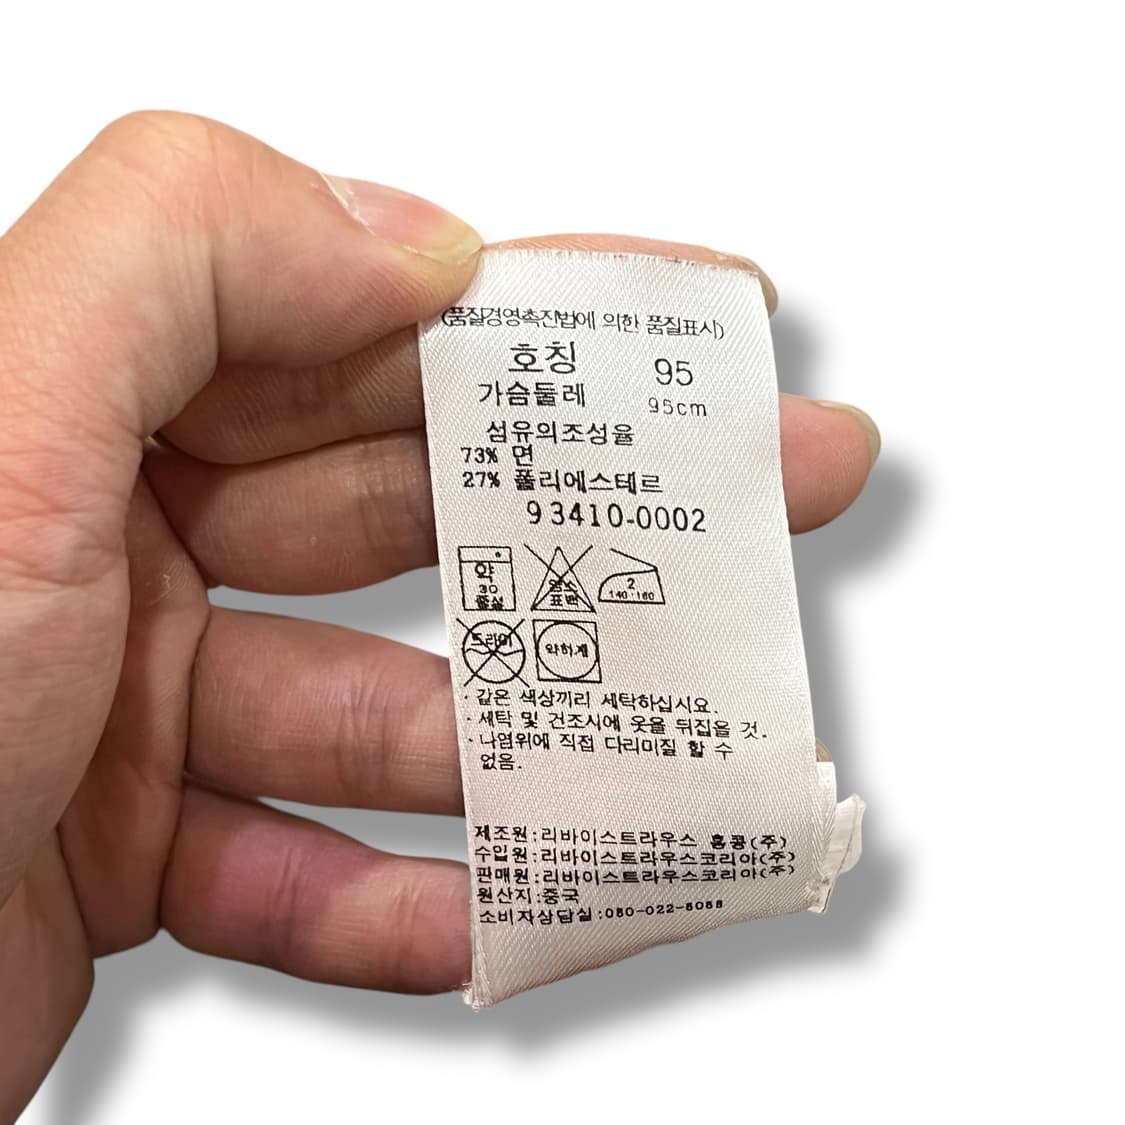 (품질경영촉진법에 의한 품질표시)
호칭 95
가슴둘레 95cm
섬유의조성율
73% 면
27% 폴리에스테르
93410-0002
약 30 중성
염소 표백
2 140-160
드라이
약하게
· 같은 색상끼리 세탁하십시요.
· 세탁 및 건조시에 옷을 뒤집을 것.
· 나염위에 직접 다리미질 할 수
없음.
제조원:리바이스트라우스 홍콩(주)
수입원:리바이스트라우스코리아(주)
판매원:리바이스트라우스코리아(주)
원산지:중국
소비자상담실:080-022-5088